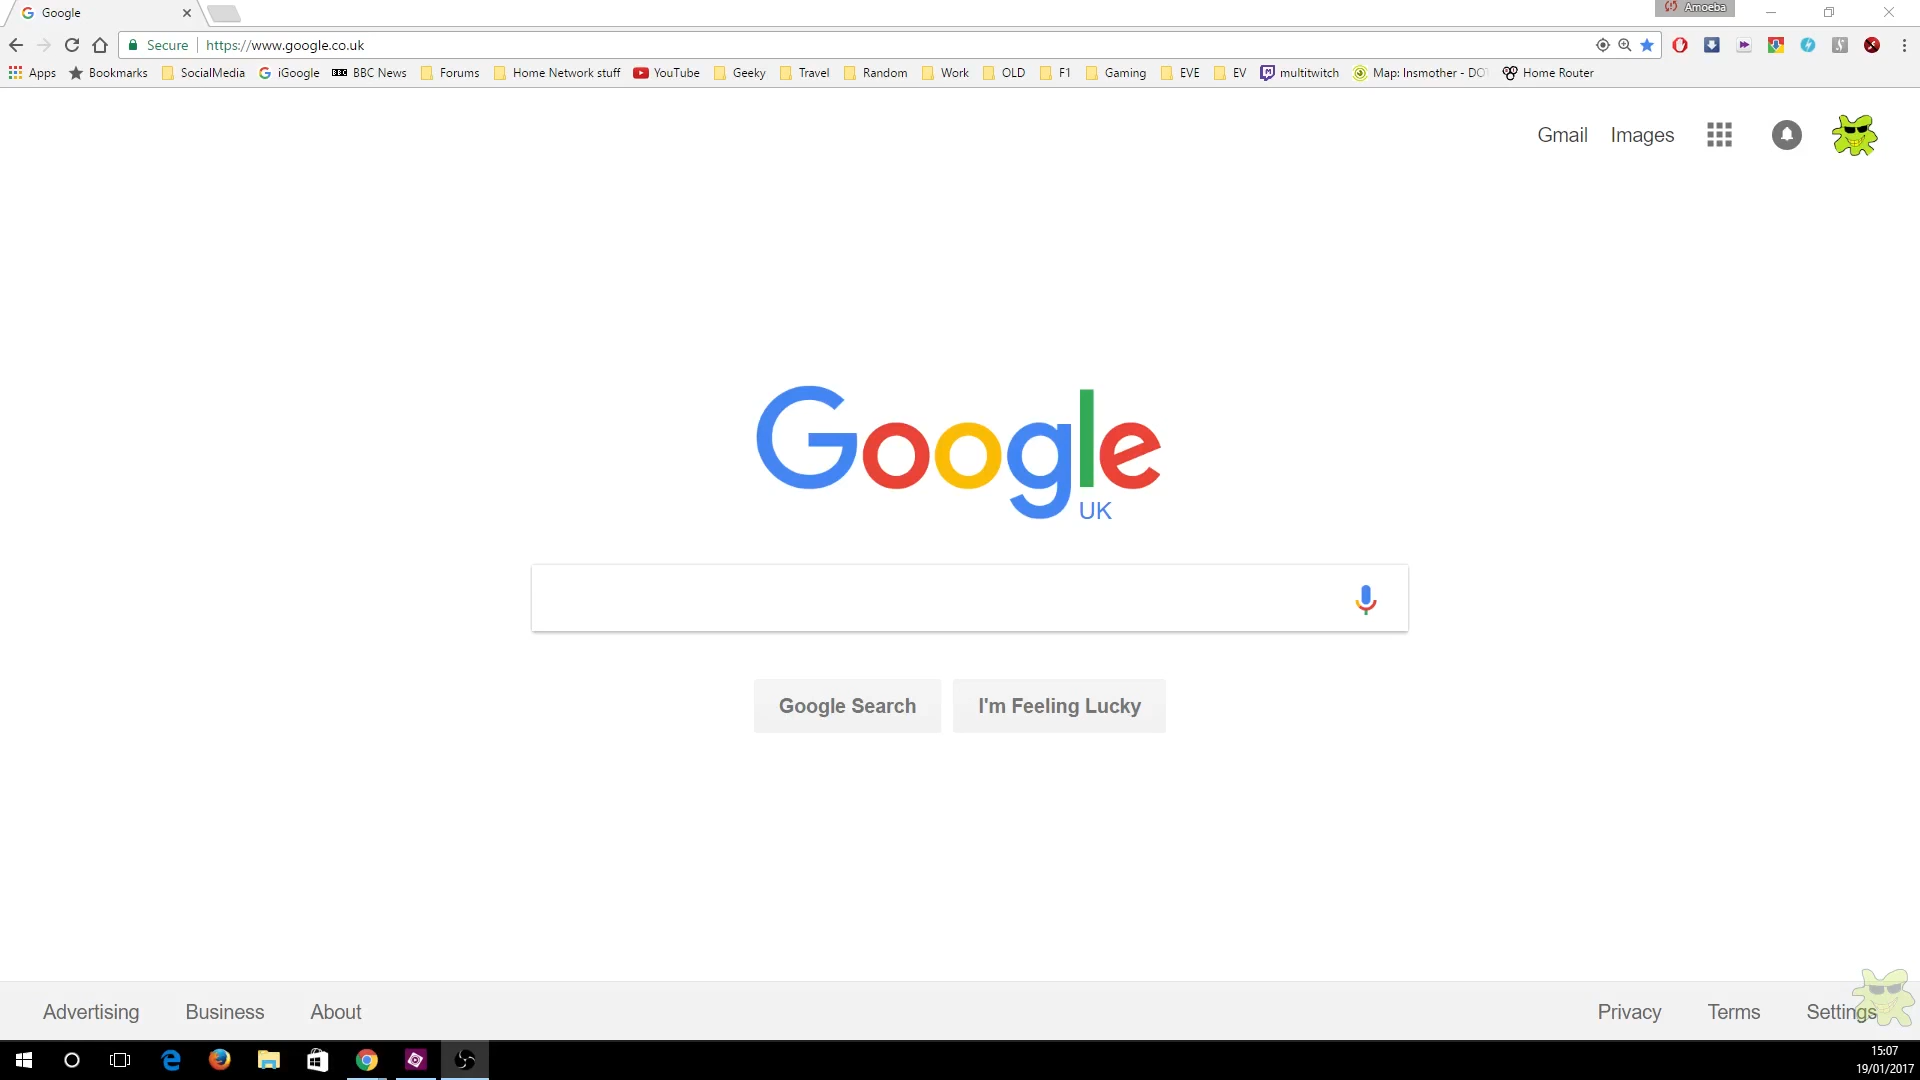 Google
Amoeba
Secure https://www.google.co.uk
Apps Bookmarks SocialMedia iGoogle BBC BBC News Forums Home Network stuff YouTube Geeky Travel Random Work OLD F1 Gaming EVE EV multitwitch Map: Insmother - DOT Home Router
Gmail Images
Google
UK
Google Search I'm Feeling Lucky
Advertising Business About Privacy Terms Settings
15:07
19/01/2017